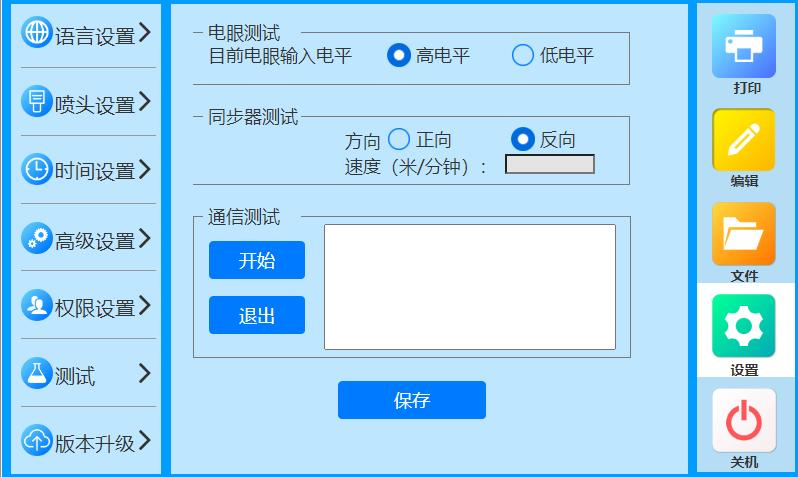 语言设置
喷头设置
时间设置
高级设置
权限设置
测试
版本升级
电眼测试
目前电眼输入电平 高电平 低电平
同步器测试
方向 正向 反向
速度（米/分钟）：
通信测试
开始
退出
保存
打印
编辑
文件
设置
关机